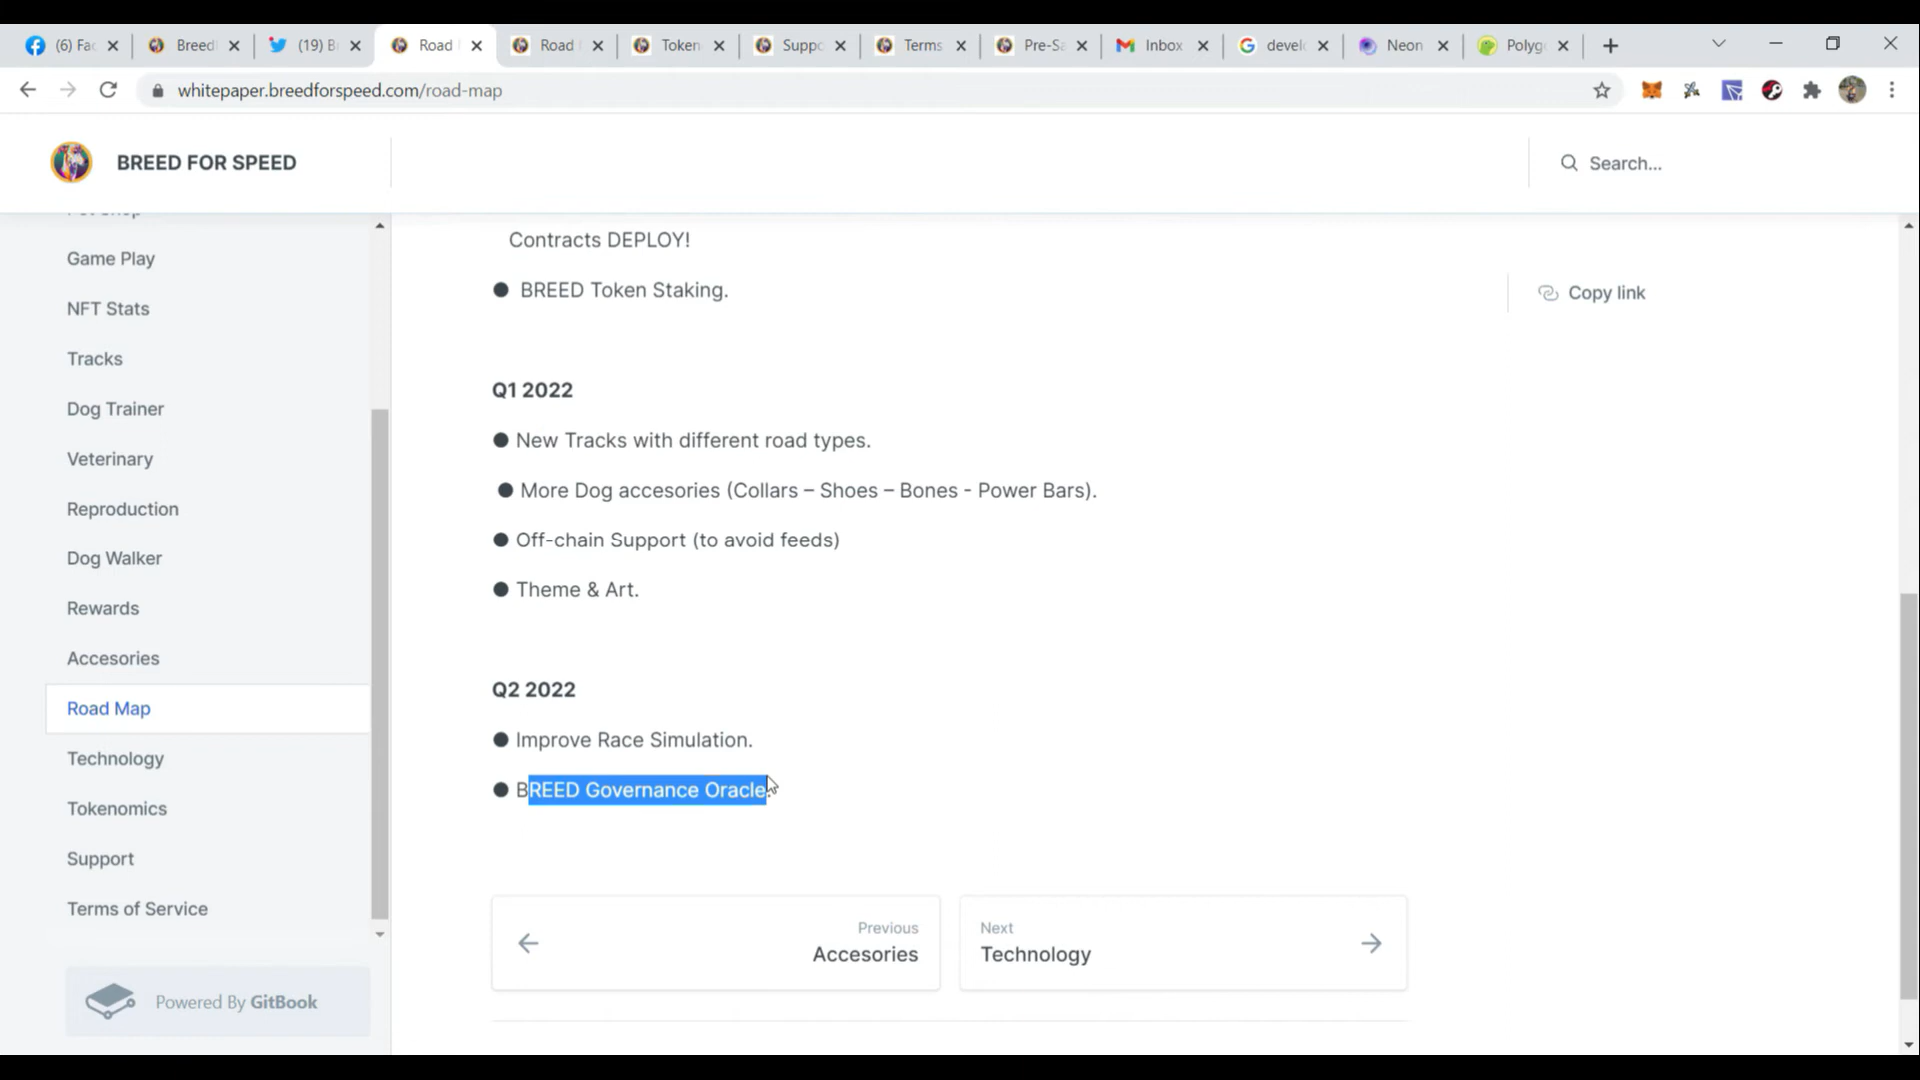 (6) Fac
Breed
(19) B
Road
Road
Token
Suppo
Terms
Pre-Sa
Inbox
devel
Neon
Polyg
whitepaper.breedforspeed.com/road-map
BREED FOR SPEED
Search...
Game Play
NFT Stats
Tracks
Dog Trainer
Veterinary
Reproduction
Dog Walker
Rewards
Accesories
Road Map
Technology
Tokenomics
Support
Terms of Service
Powered By GitBook
Contracts DEPLOY!
● BREED Token Staking.
Copy link
Q1 2022
● New Tracks with different road types.
● More Dog accesories (Collars – Shoes – Bones - Power Bars).
● Off-chain Support (to avoid feeds)
● Theme & Art.
Q2 2022
● Improve Race Simulation.
● BREED Governance Oracle.
Previous
Accesories
Next
Technology